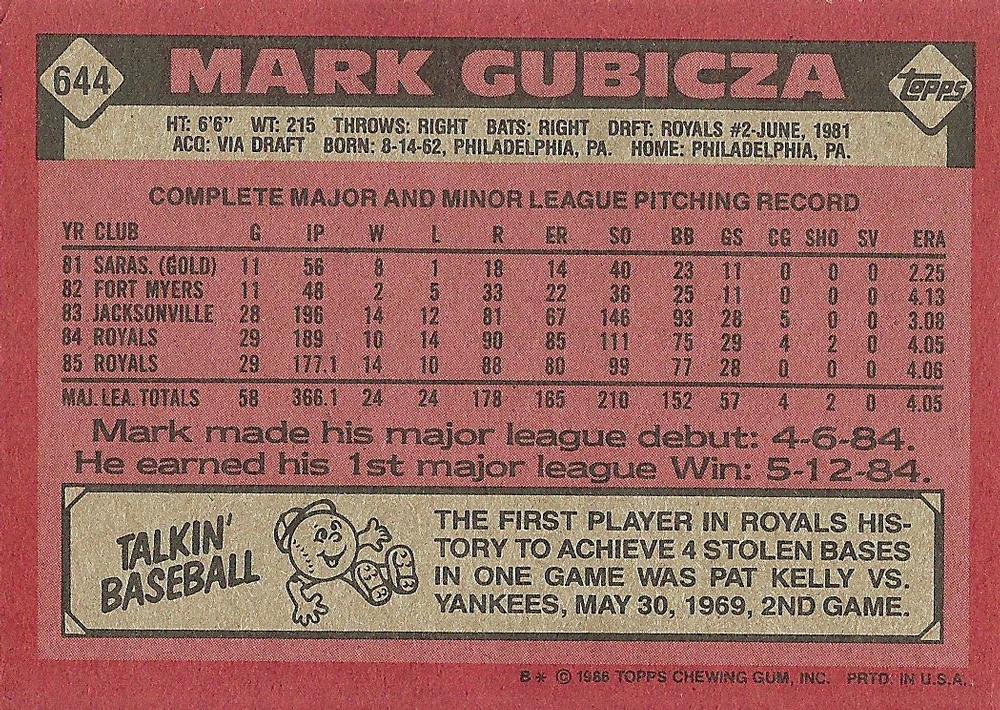 644 MARK GUBICZA topps
HT: 6'6" WT: 215 THROWS: RIGHT BATS: RIGHT DRFT: ROYALS #2-JUNE, 1981
ACQ: VIA DRAFT BORN: 8-14-62, PHILADELPHIA, PA. HOME: PHILADELPHIA, PA.
COMPLETE MAJOR AND MINOR LEAGUE PITCHING RECORD
YR CLUB G IP W L R ER SO BB GS CG SHO SV ERA
81 SARAS. (GOLD) 11 56 8 1 18 14 40 23 11 0 0 0 2.25
82 FORT MYERS 11 48 2 5 33 22 36 25 11 0 0 0 4.13
83 JACKSONVILLE 28 196 14 12 81 67 146 93 28 5 0 0 3.08
84 ROYALS 29 189 10 14 90 85 111 75 29 4 2 0 4.05
85 ROYALS 29 177.1 14 10 88 80 99 77 28 0 0 0 4.06
MAJ. LEA. TOTALS 58 366.1 24 24 178 165 210 152 57 4 2 0 4.05
Mark made his major league debut: 4-6-84.
He earned his 1st major league Win: 5-12-84.
TALKIN'
BASEBALL
THE FIRST PLAYER IN ROYALS HIS-
TORY TO ACHIEVE 4 STOLEN BASES
IN ONE GAME WAS PAT KELLY VS.
YANKEES, MAY 30, 1969, 2ND GAME.
B* © 1986 TOPPS CHEWING GUM, INC. PRTD. IN U.S.A.